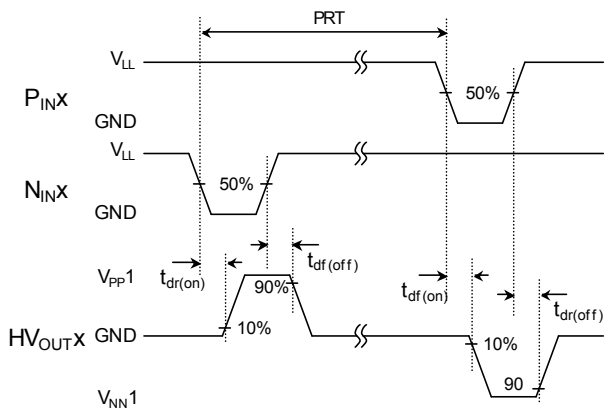 PRT
V_LL
P_INx
50%
GND
V_LL
N_INx
50%
GND
t_dr(on)
t_df(off)
V_PP1
90%
t_df(on)
t_dr(off)
10%
HV_OUTx
GND
10%
90
V_NN1